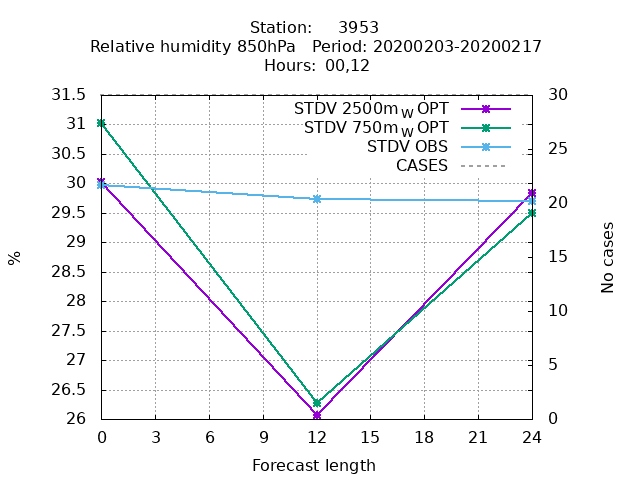 Station: 3953
Relative humidity 850hPa Period: 20200203-20200217
Hours: 00,12
31.5
31
30.5
30
29.5
29
28.5
28
27.5
27
26.5
26
%
STDV 2500m W OPT
STDV 750m W OPT
STDV OBS
CASES
30
25
20
15
10
5
0
No cases
0 3 6 9 12 15 18 21 24
Forecast length